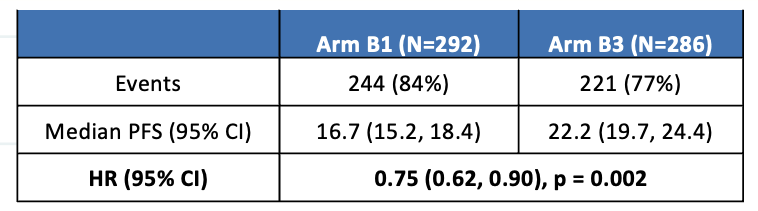 Arm B1 (N=292) Arm B3 (N=286)
Events 244 (84%) 221 (77%)
Median PFS (95% CI) 16.7 (15.2, 18.4) 22.2 (19.7, 24.4)
HR (95% CI) 0.75 (0.62, 0.90), p = 0.002